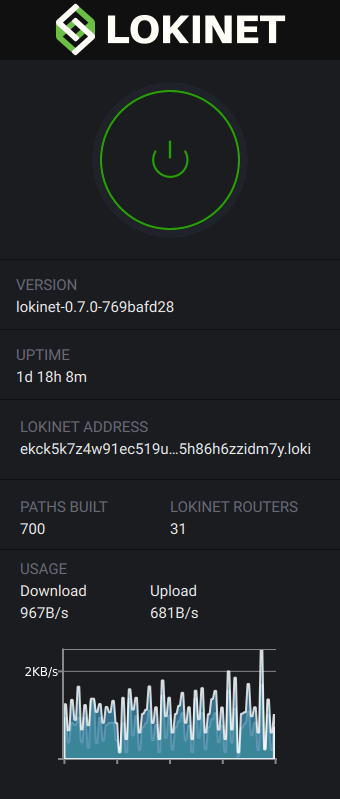 LOKINET
VERSION
lokinet-0.7.0-769bafd28
UPTIME
1d 18h 8m
LOKINET ADDRESS
ekck5k7z4w91ec519u...5h86h6zzidm7y.loki
PATHS BUILT LOKINET ROUTERS
700 31
USAGE
Download Upload
967B/s 681B/s
2KB/s